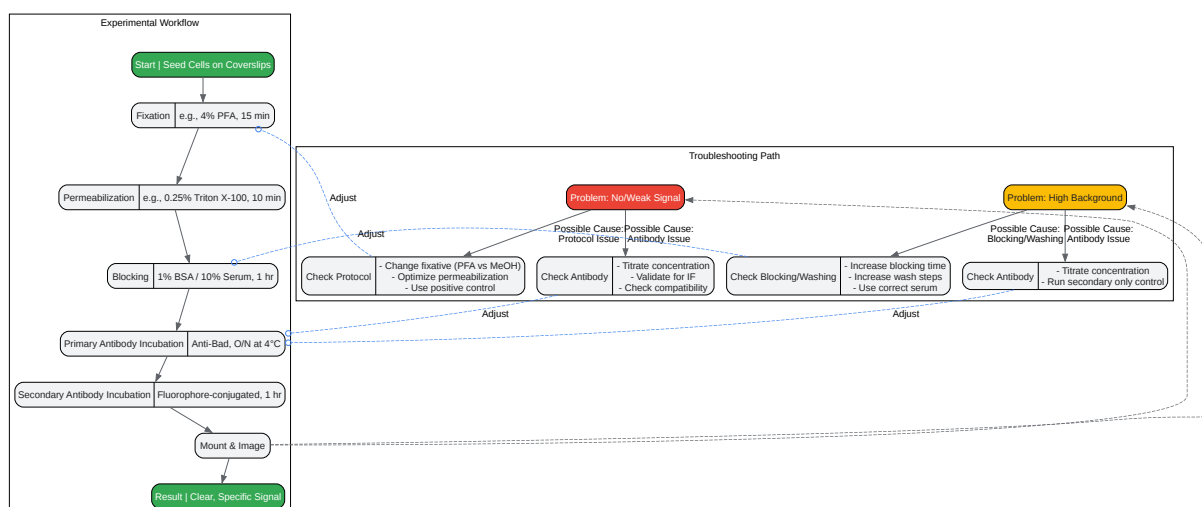 Experimental Workflow
Start | Seed Cells on Coverslips
Fixation
e.g., 4% PFA, 15 min
Permeabilization
e.g., 0.25% Triton X-100, 10 min
Blocking
1% BSA / 10% Serum, 1 hr
Primary Antibody Incubation
Anti-Bad, O/N at 4°C
Secondary Antibody Incubation
Fluorophore-conjugated, 1 hr
Mount & Image
Result | Clear, Specific Signal
Troubleshooting Path
Problem: No/Weak Signal
Possible Cause:
Protocol Issue
Possible Cause:
Antibody Issue
Check Protocol
- Change fixative (PFA vs MeOH)
- Optimize permeabilization
- Use positive control
Check Antibody
- Titrate concentration
- Validate for IF
- Check compatibility
Problem: High Background
Possible Cause:
Blocking/Washing
Possible Cause:
Antibody Issue
Check Blocking/Washing
- Increase blocking time
- Increase wash steps
- Use correct serum
Check Antibody
- Titrate concentration
- Run secondary only control
Adjust
Adjust
Adjust
Adjust